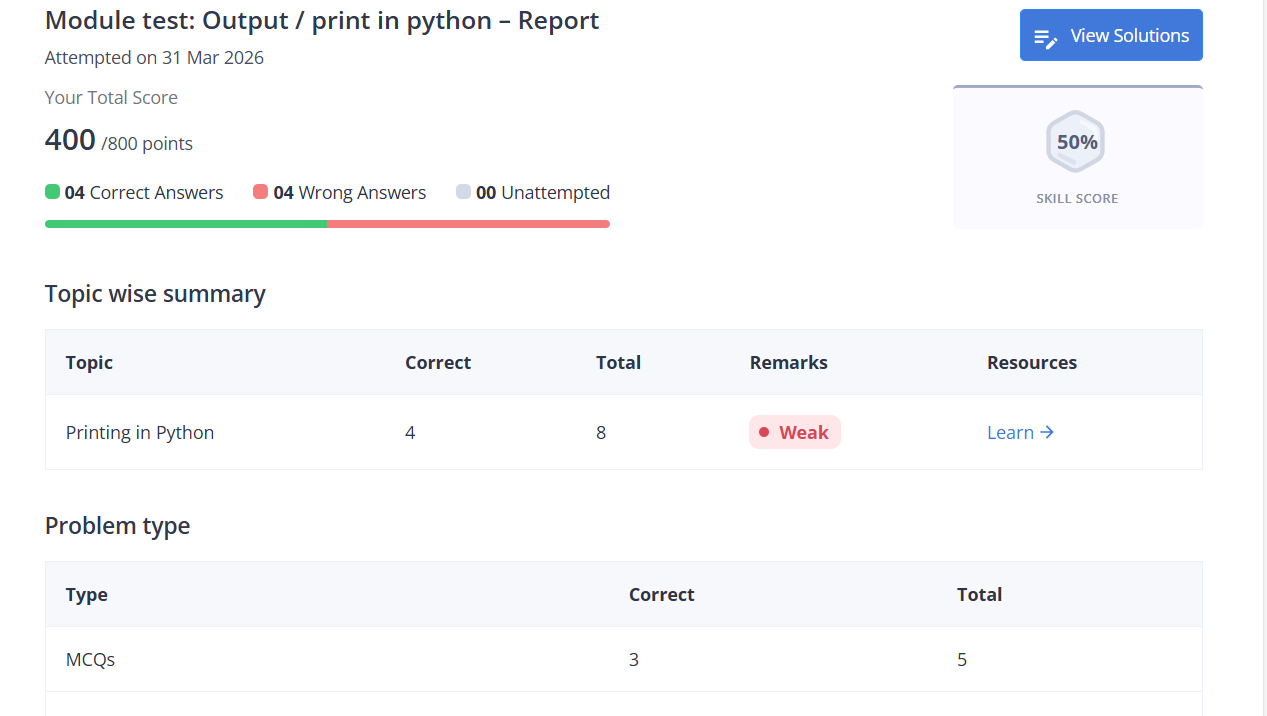 Module test: Output / print in python – Report
View Solutions
Attempted on 31 Mar 2026
Your Total Score
400 /800 points
50%
SKILL SCORE
04 Correct Answers 04 Wrong Answers 00 Unattempted
Topic wise summary
Topic Correct Total Remarks Resources
Printing in Python 4 8 Weak Learn →
Problem type
Type Correct Total
MCQs 3 5